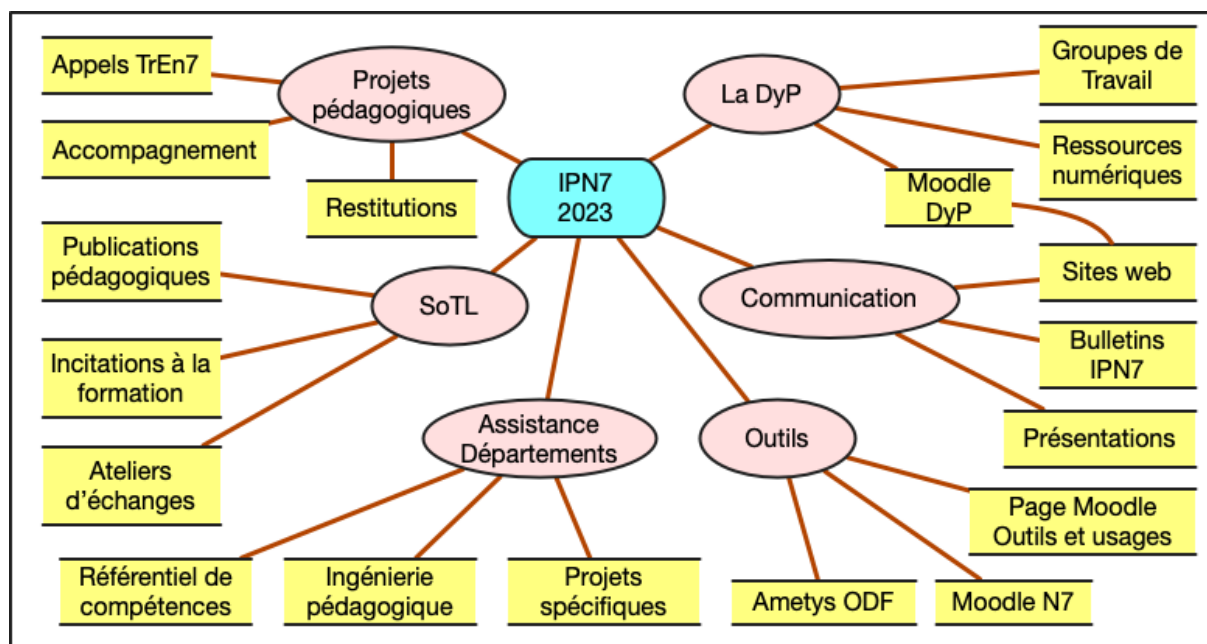 Appels TrEn7
Projets
pédagogiques
Accompagnement
Restitutions
La DyP
Groupes de
Travail
Ressources
numériques
Moodle
DyP
IPN7
2023
Publications
pédagogiques
SoTL
Incitations à la
formation
Ateliers
d'échanges
Communication
Sites web
Bulletins
IPN7
Présentations
Assistance
Départements
Référentiel de
compétences
Ingénierie
pédagogique
Projets
spécifiques
Outils
Page Moodle
Outils et usages
Ametys ODF
Moodle N7